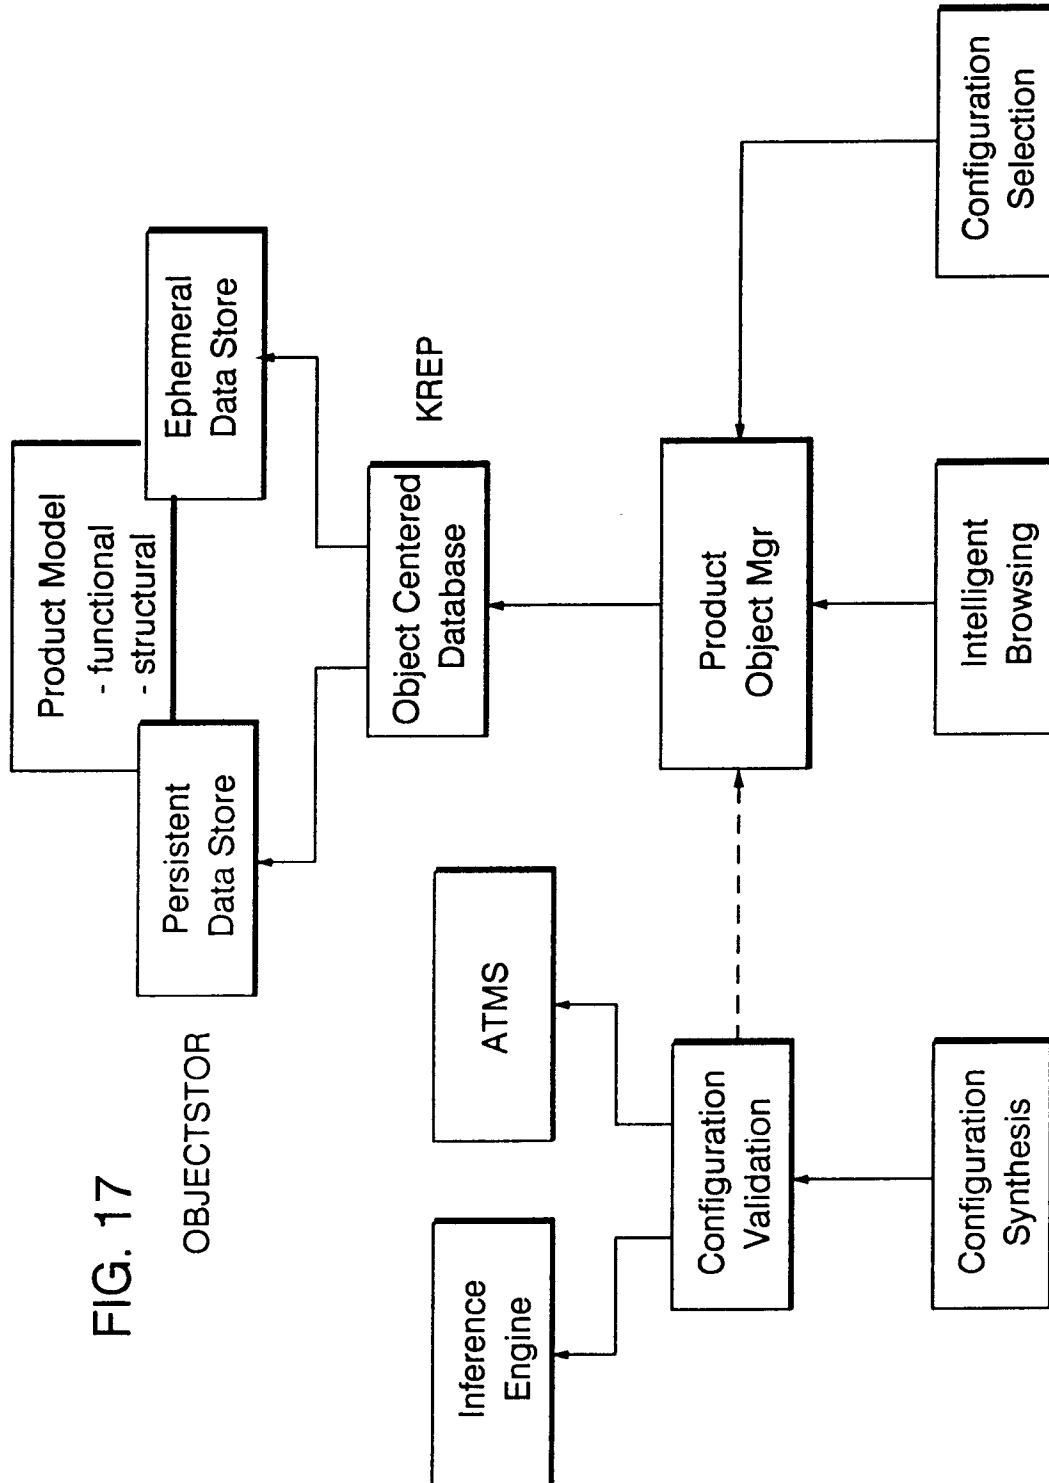 FIG. 17
OBJECTSTOR
Product Model
- functional
- structural
Persistent
Data Store
Ephemeral
Data Store
Object Centered
Database
KREP
Inference
Engine
ATMS
Configuration
Validation
Product
Object Mgr
Configuration
Synthesis
Intelligent
Browsing
Configuration
Selection